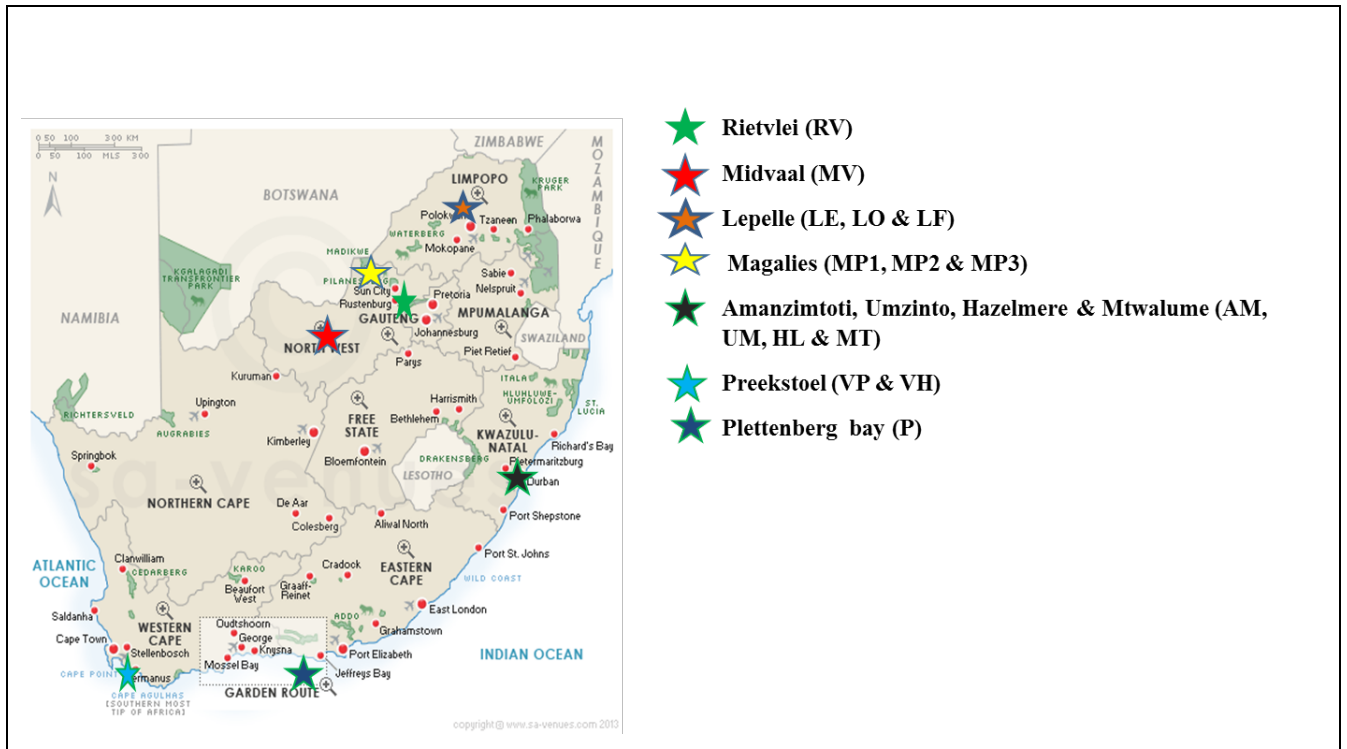 0 50 100 300 KM
0 50 100 MLS 300
N
ZIMBABWE
MOZAMBIQUE
BOTSWANA
LIMPOPO
KRUGER
PARK
Tzaneen
Phalaborwa
WATERBERG
Mokopane
MADIKWE
KGALAGADI
TRANSFRONTIER
PARK
Sun City
Rustenburg
Pretoria
Sabie
Nelspruit
GAUTENG
MPUMALANGA
Johannesburg
NAMIBIA
SWAZILAND
NORTH WEST
Parys
Piet Retief
Kuruman
ITALA
HLUHLUWE-
UMFOLOZI
ST.
LUCIA
RICHTERSVELD
Upington
AUGRABIES
Harrismith
Bethlehem
FREE
STATE
KWAZULU-
NATAL
Kimberley
Richard's Bay
Springbok
Bloemfontein
DRAKENSBERG
Pietermaritzburg
LESOTHO
Durban
sa-venues
NORTHERN CAPE
De Aar
Colesberg
Aliwal North
Port Shepstone
Port St. Johns
ATLANTIC
OCEAN
Clanwilliam
CEDARBERG
KAROO
Beaufort
West
Graaff-
Reinet
Cradock
EASTERN
CAPE
WILD COAST
Saldanha
WESTERN
CAPE
Oudtshoorn
George
Knysna
Mossel Bay
ADDO
East London
Grahamstown
Cape Town
Stellenbosch
Port Elizabeth
Jeffreys Bay
INDIAN OCEAN
CAPE POINT
ermanus
GARDEN ROUTE
CAPE AGULHAS
[SOUTHERN MOST
TIP OF AFRICA]
copyright@ www.sa-venues.com 2013
Rietvlei (RV)
Midvaal (MV)
Lepelle (LE, LO & LF)
Magalies (MP1, MP2 & MP3)
Amanzimtoti, Umzinto, Hazelmere & Mtwalume (AM,
UM, HL & MT)
Preekstoel (VP & VH)
Plettenberg bay (P)